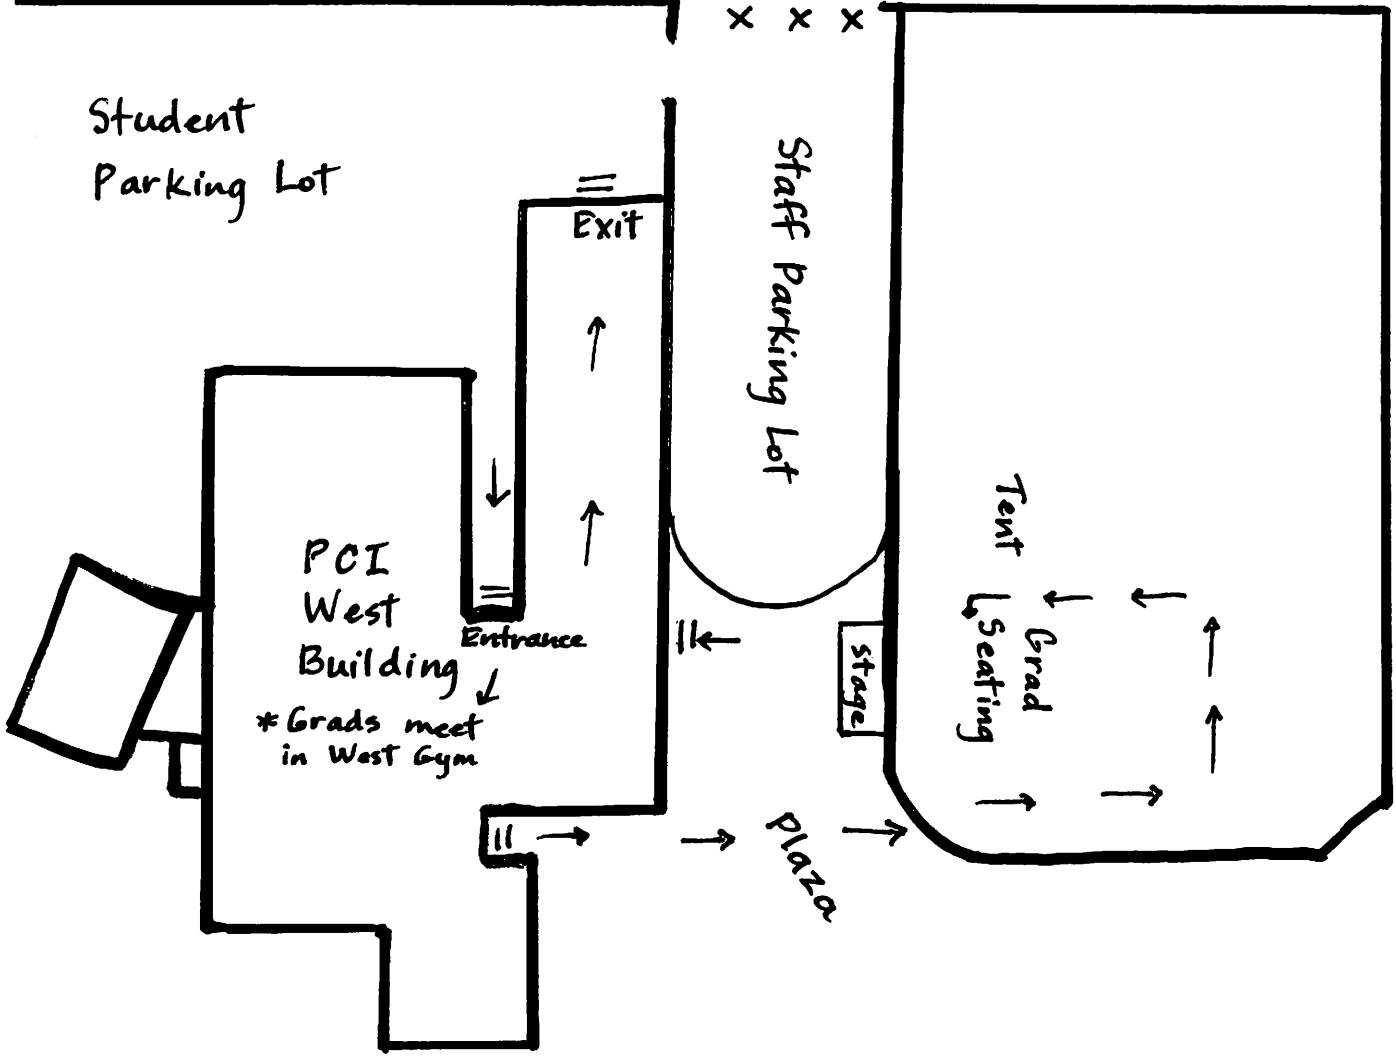 x x x
Student
Parking Lot
Exit
Staff Parking Lot
PCI
West
Building
Entrance
*Grads meet
in West Gym
stage
Tent
Grad
Seating
Plaza